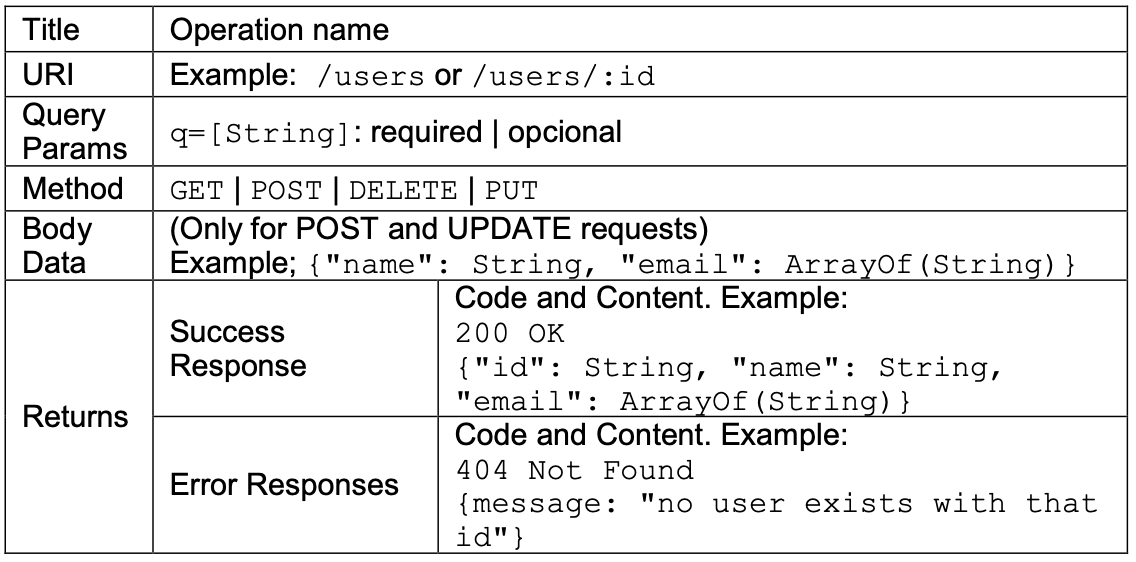 Title Operation name
URI Example: /users or /users/:id
Query
Params
q=[String]: required | opcional
Method GET | POST | DELETE | PUT
Body
Data
(Only for POST and UPDATE requests)
Example; {"name": String, "email": ArrayOf(String)}
Returns
Success
Response
Code and Content. Example:
200 OK
{"id": String, "name": String,
"email": ArrayOf(String)}
Error Responses
Code and Content. Example:
404 Not Found
{message: "no user exists with that
id"}